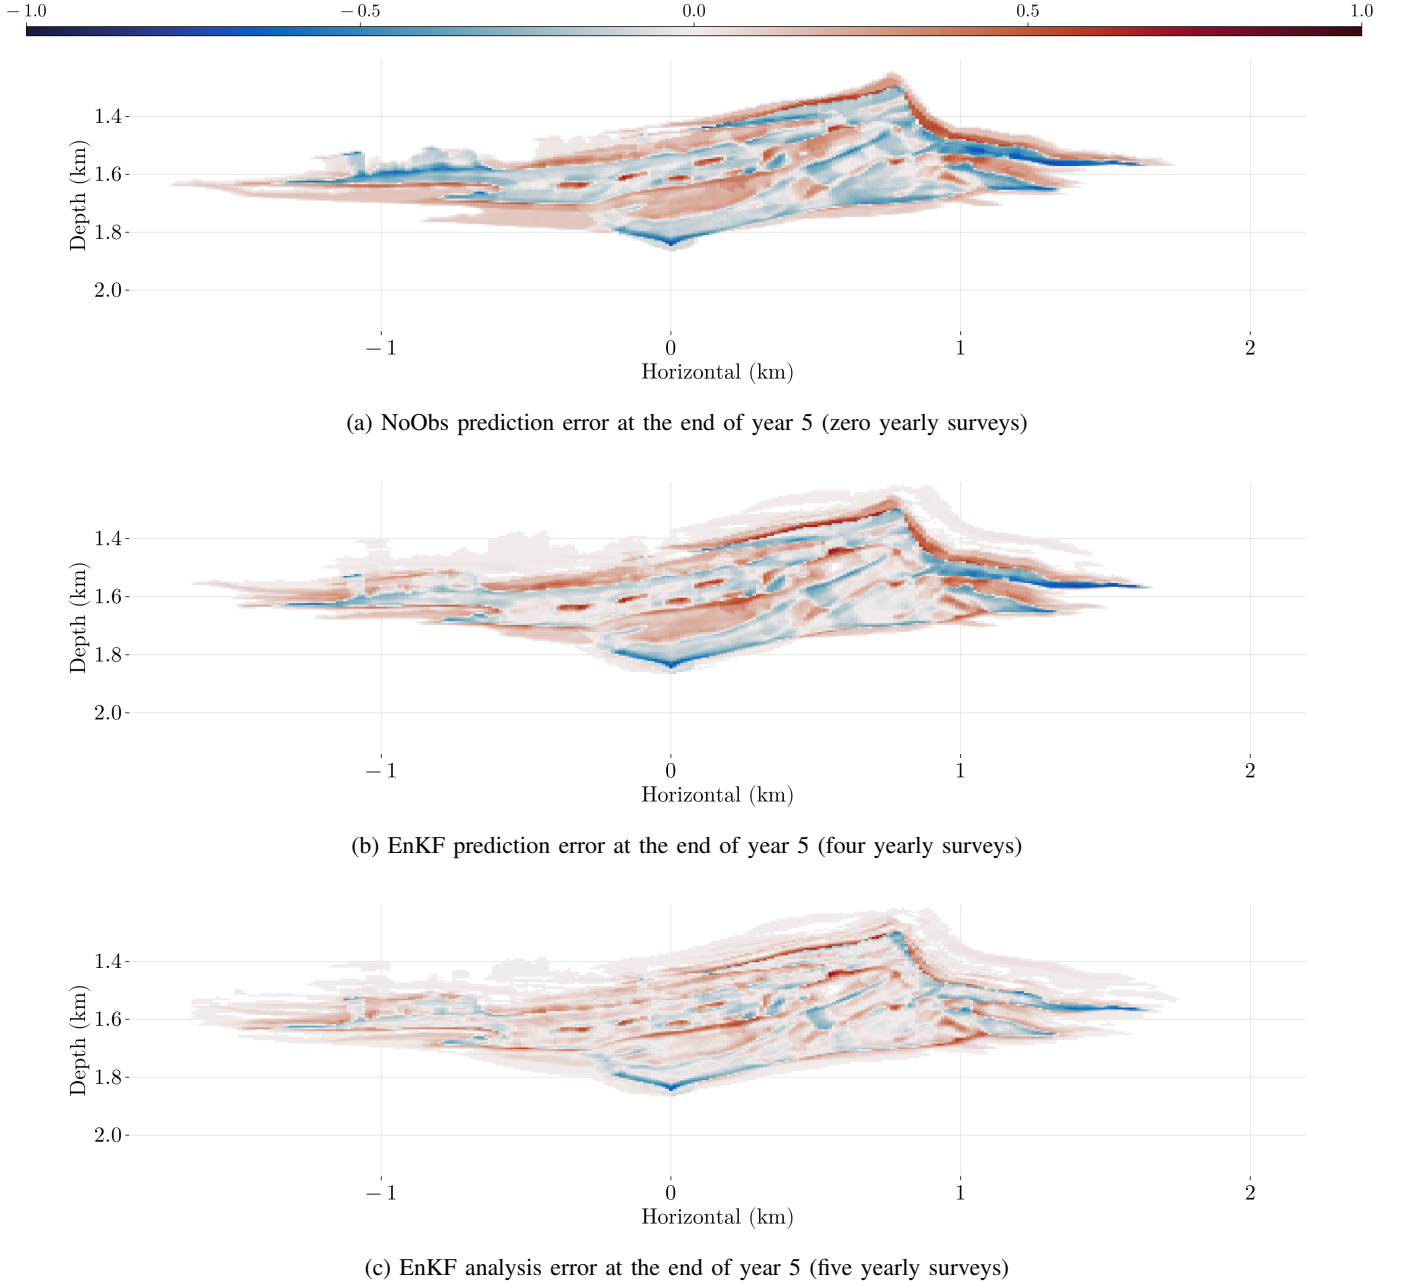 −1.0 −0.5 0.0 0.5 1.0
1.4
1.6
1.8
2.0
Depth (km)
−1 0 1 2
Horizontal (km)
(a) NoObs prediction error at the end of year 5 (zero yearly surveys)
1.4
1.6
1.8
2.0
Depth (km)
−1 0 1 2
Horizontal (km)
(b) EnKF prediction error at the end of year 5 (four yearly surveys)
1.4
1.6
1.8
2.0
Depth (km)
−1 0 1 2
Horizontal (km)
(c) EnKF analysis error at the end of year 5 (five yearly surveys)